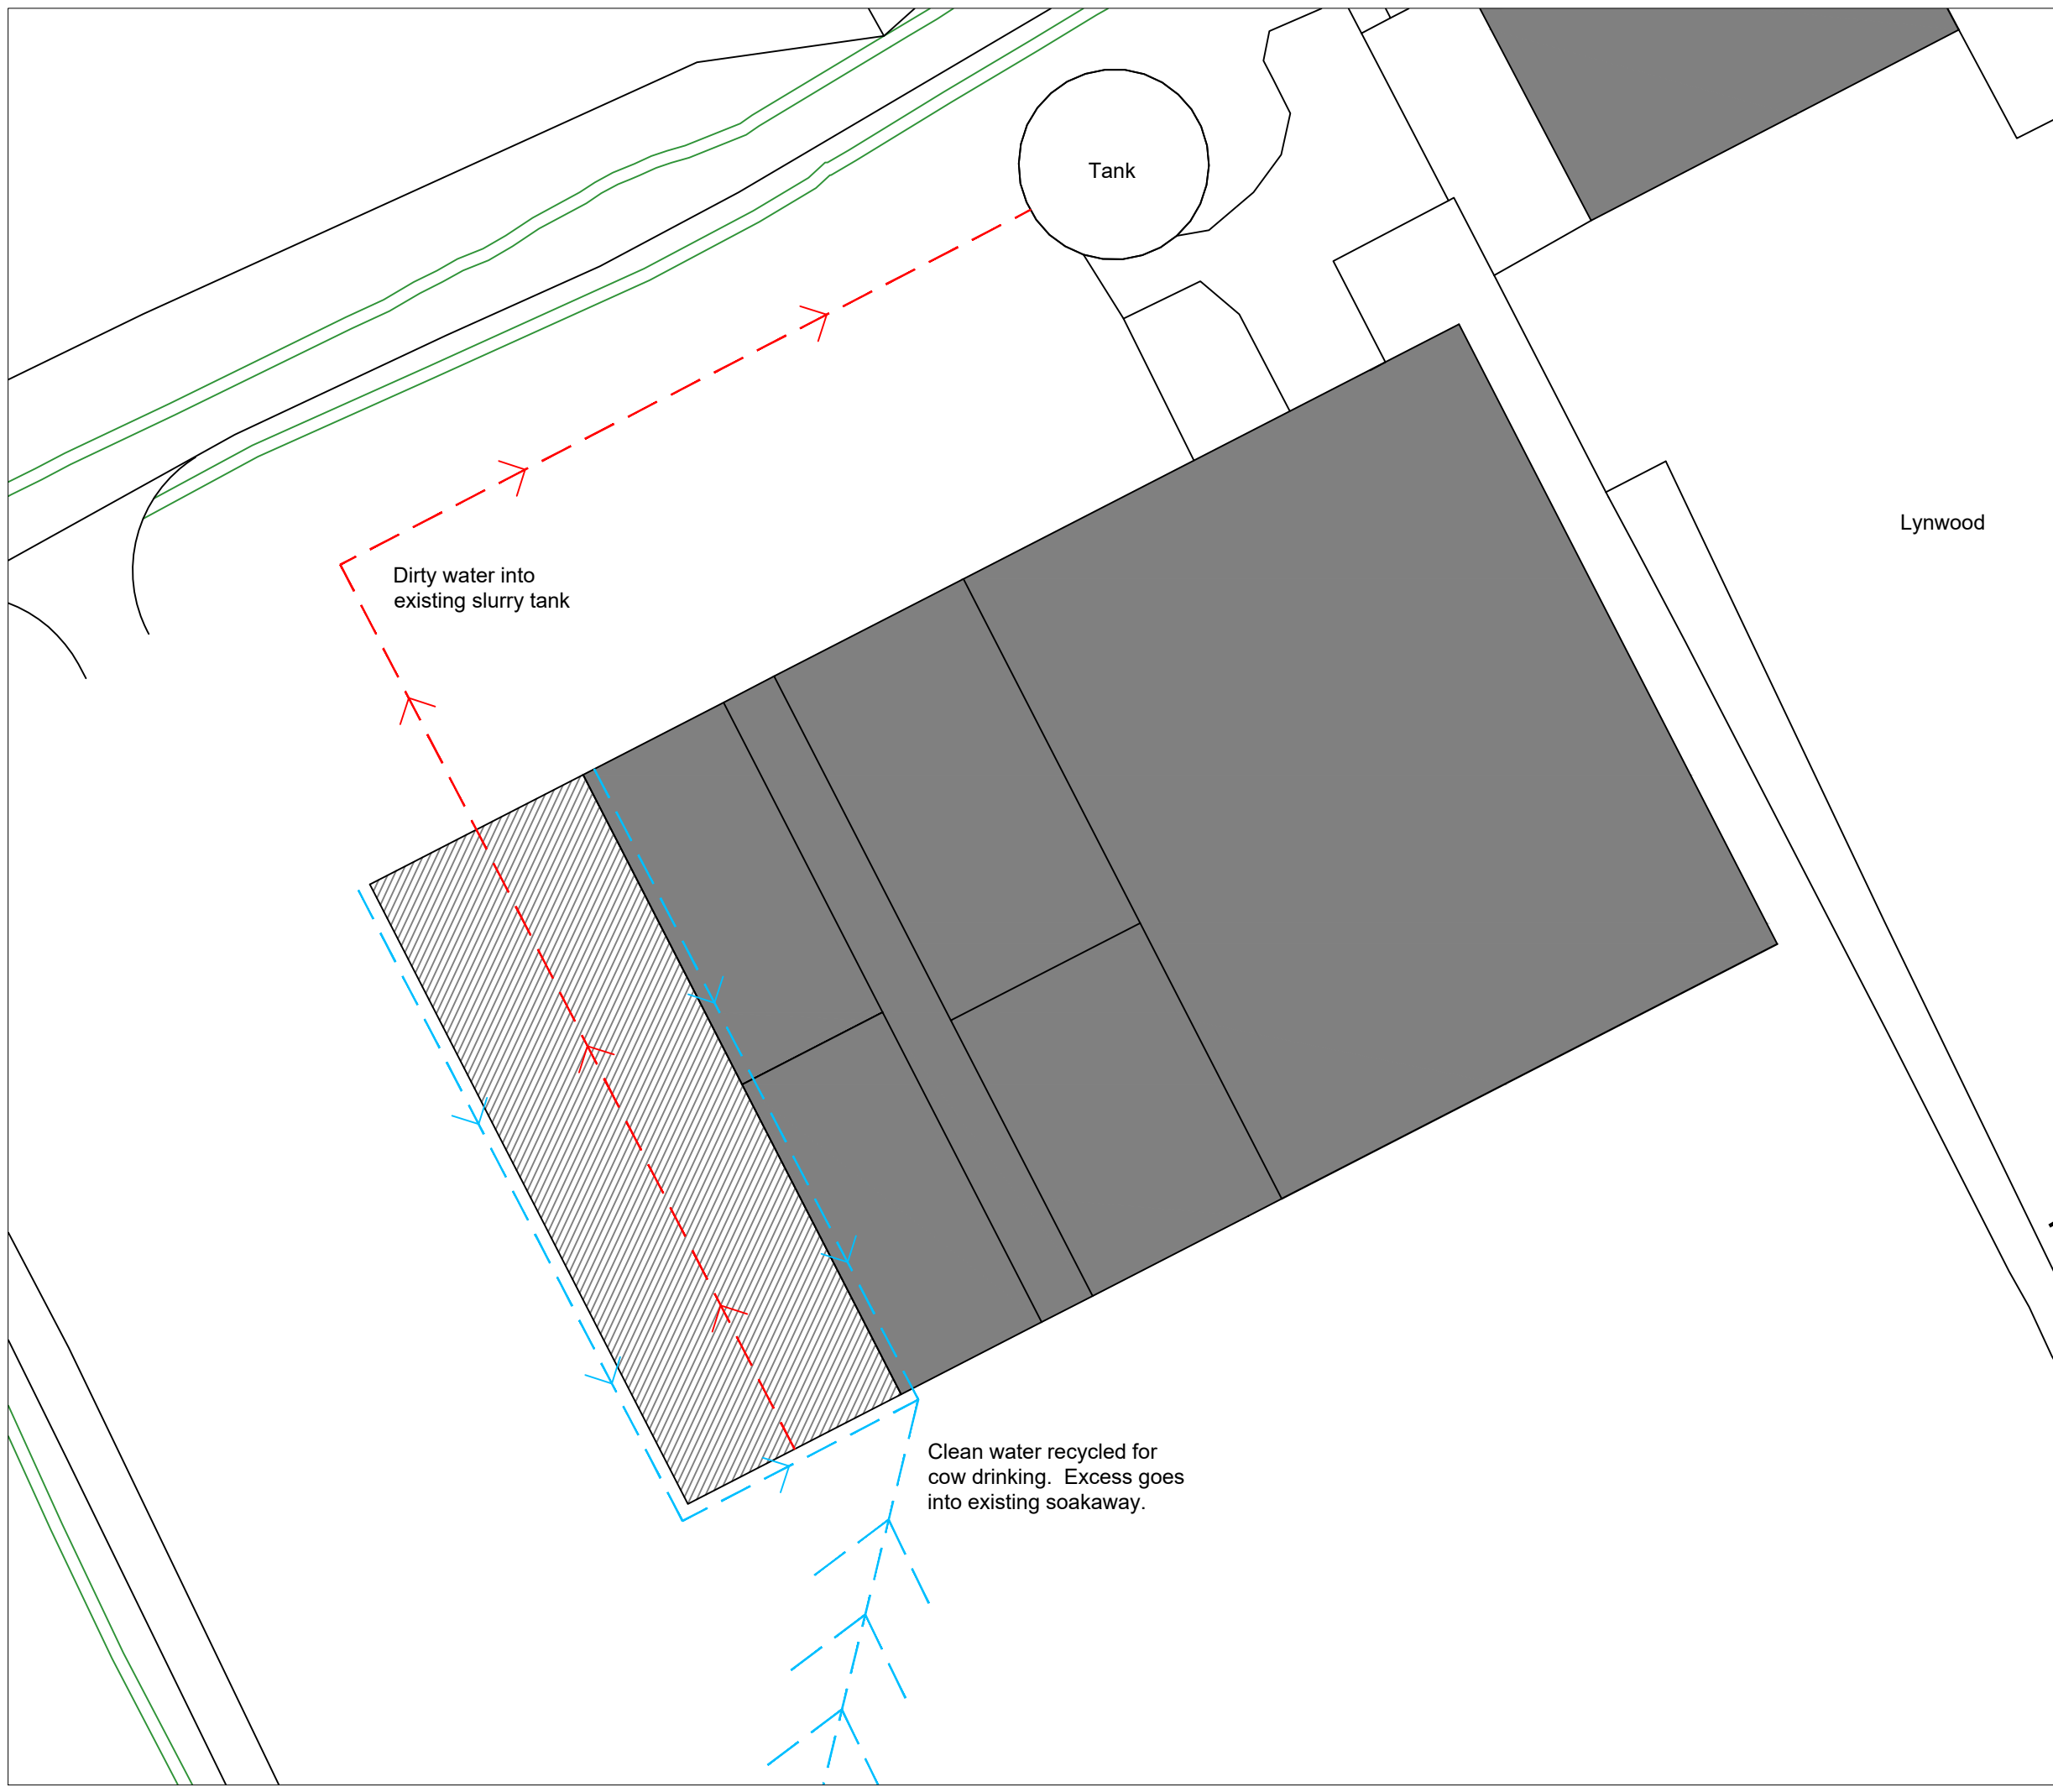 Tank
Lynwood
Dirty water into
existing slurry tank
Clean water recycled for
cow drinking.  Excess goes
into existing soakaway.